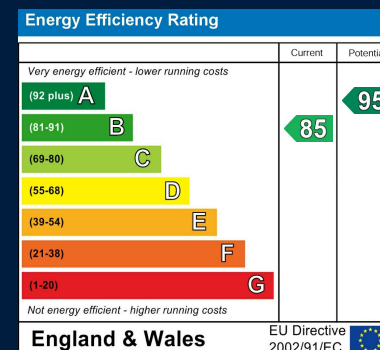 Energy Efficiency Rating
Current
Very energy efficient - lower running costs
(92 plus) A
95
(81-91) B
85
(69-80) C
(55-68) D
(39-54) E
(21-38) F
(1-20) G
Not energy efficient - higher running costs
England & Wales
EU Directive
2002/91/EC